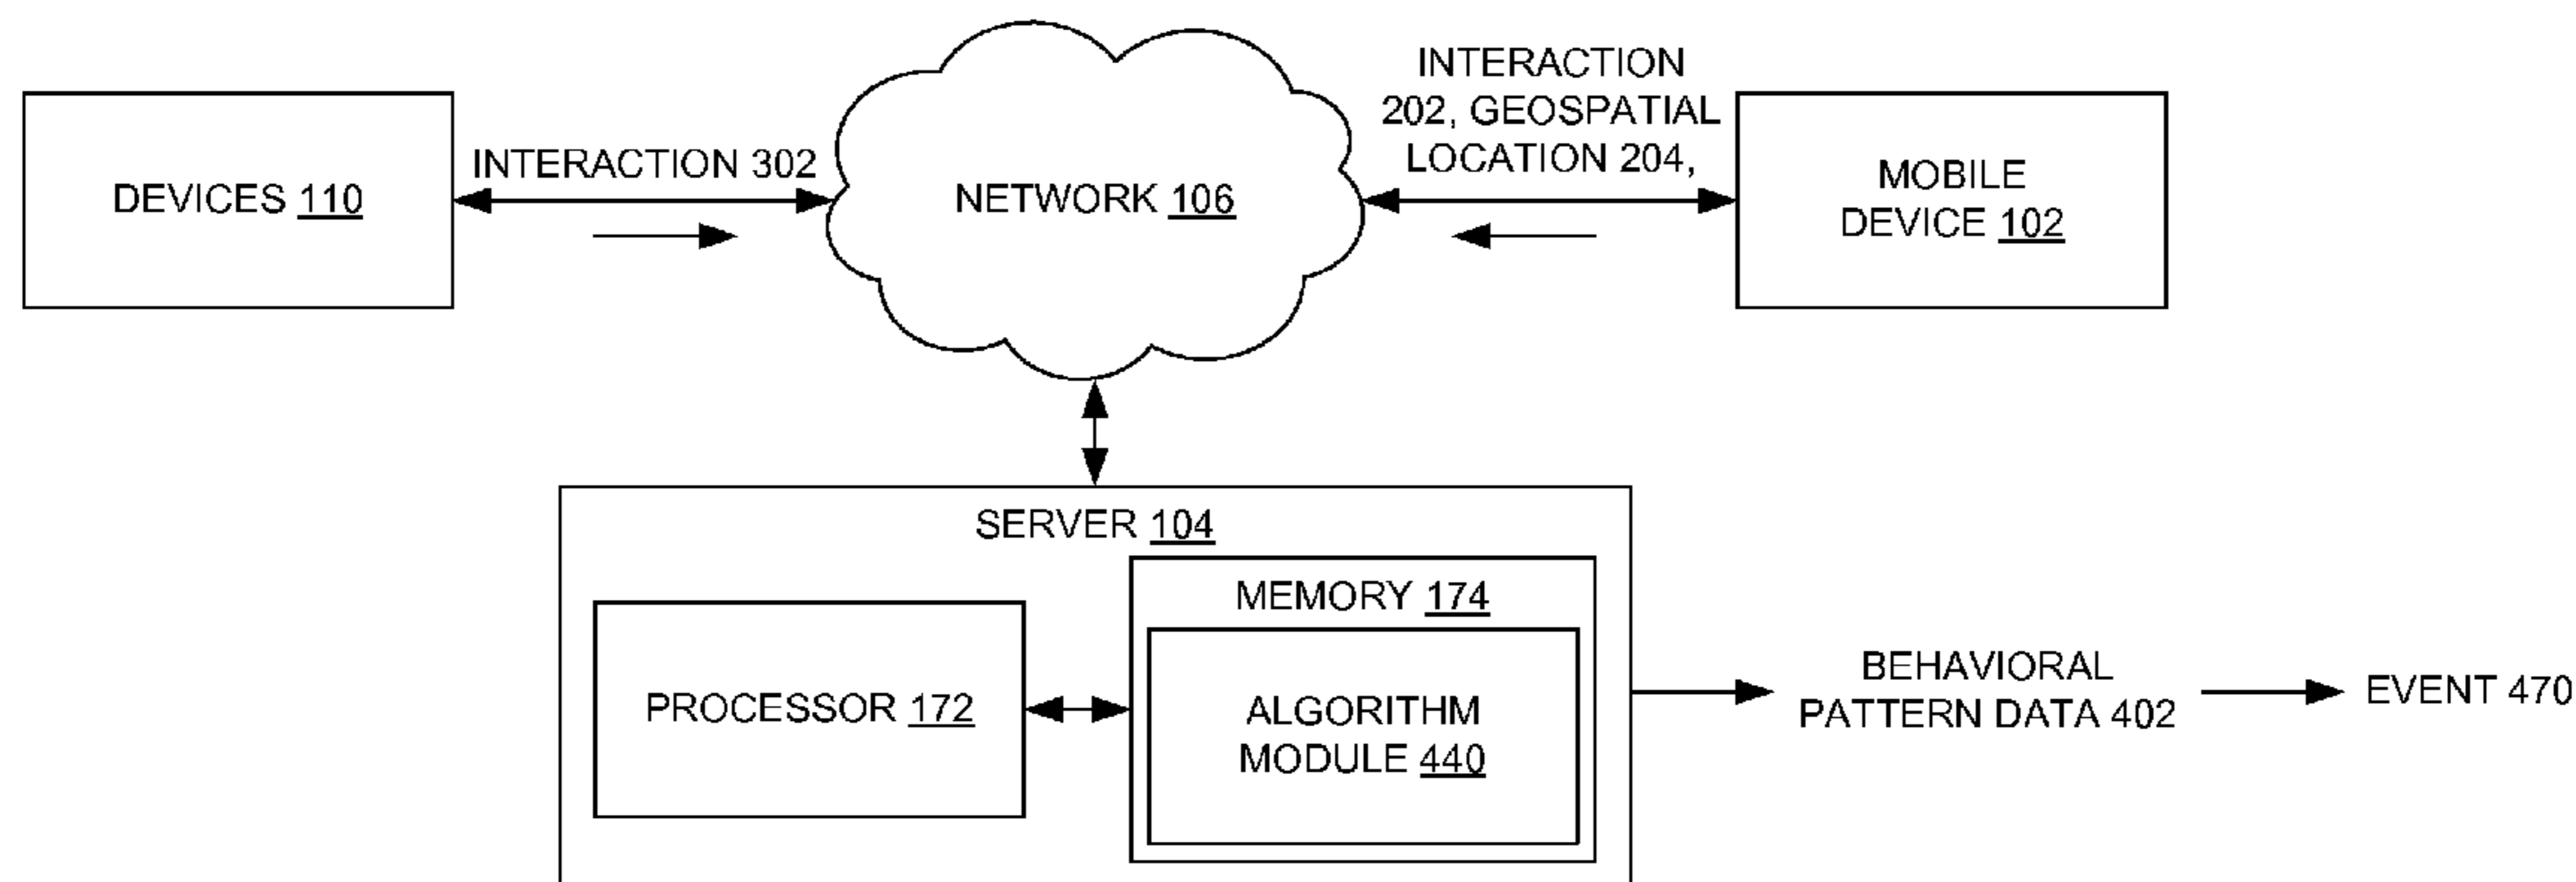 INTERACTION
202, GEOSPATIAL
LOCATION 204,
INTERACTION 302
DEVICES 110
NETWORK 106
MOBILE
DEVICE 102
SERVER 104
MEMORY 174
PROCESSOR 172
ALGORITHM
MODULE 440
BEHAVIORAL
PATTERN DATA 402
EVENT 470